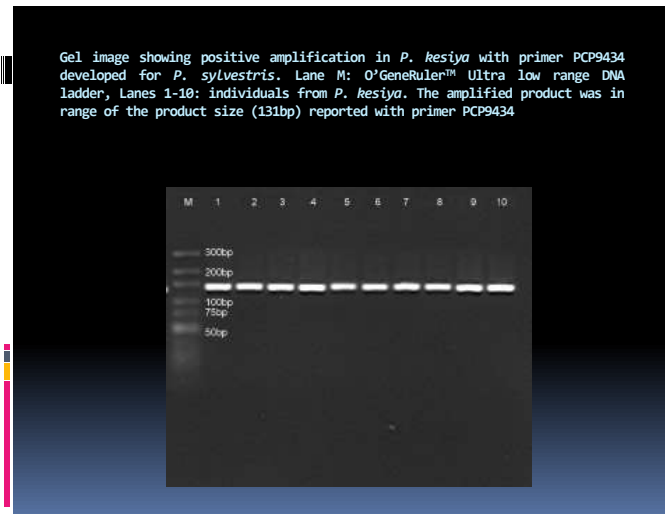 Gel image showing positive amplification in P. kesiya with primer PCP9434
developed for P. sylvestris. Lane M: O’GeneRuler™ Ultra low range DNA
ladder, Lanes 1-10: individuals from P. kesiya. The amplified product was in
range of the product size (131bp) reported with primer PCP9434
M 1 2 3 4 5 6 7 8 9 10
300bp
200bp
100bp
75bp
50bp